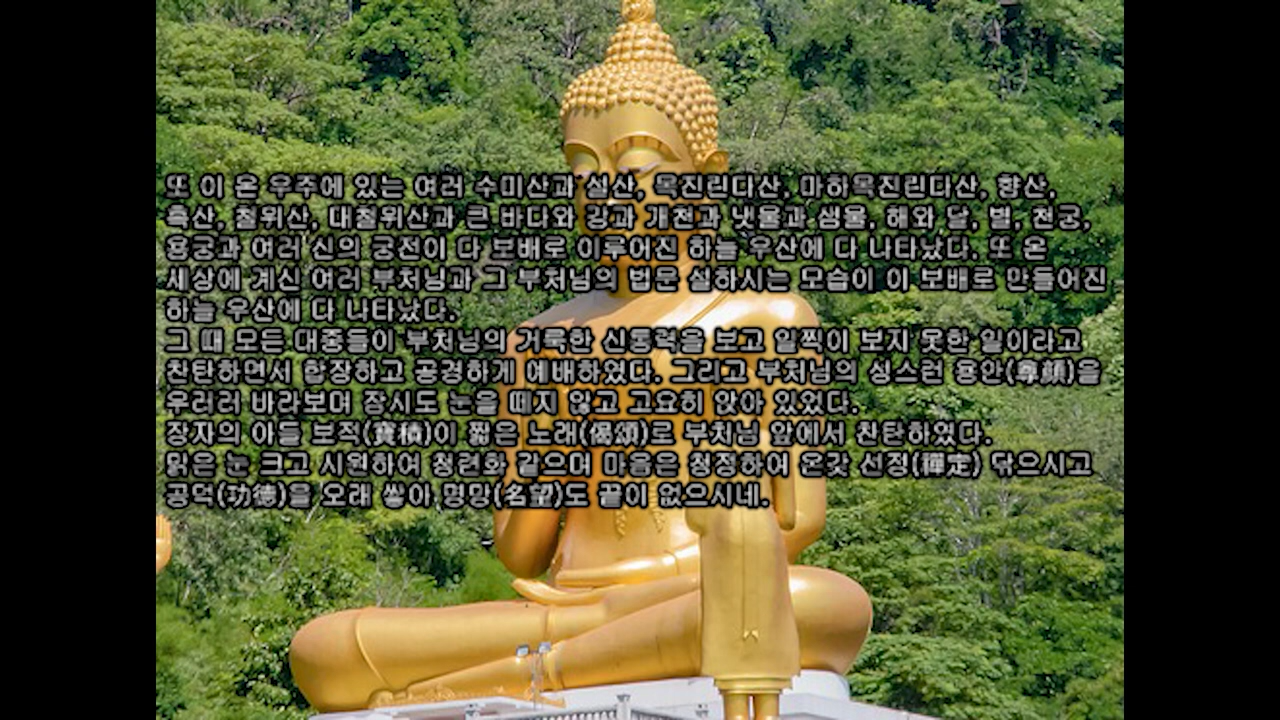 또 이 온 우주에 있는 여러 수미산과 설산, 목진린다산, 마하목진린다산, 향산,
흑산, 철위산, 대철위산과 큰 바다와 강과 개천과 냇물과 샘물, 해와 달, 별, 천궁,
용궁과 여러 신의 궁전이 다 보배로 이루어진 하늘 우산에 다 나타났다. 또 온
세상에 계신 여러 부처님과 그 부처님의 법문 설하시는 모습이 이 보배로 만들어진
하늘 우산에 다 나타났다.
그 때 모든 대중들이 부처님의 거룩한 신통력을 보고 일찍이 보지 못한 일이라고
찬탄하면서 합장하고 공경하게 예배하였다. 그리고 부처님의 성스런 용안(尊顔)을
우러러 바라보며 잠시도 눈을 떼지 않고 고요히 앉아 있었다.
장자의 아들 보적(寶積)이 짧은 노래(偈頌)로 부처님 앞에서 찬탄하였다.
맑은 눈 크고 시원하여 청련화 같으며 마음은 청정하여 온갖 선정(禪定) 닦으시고
공덕(功德)을 오래 쌓아 명망(名望)도 끝이 없으시네.